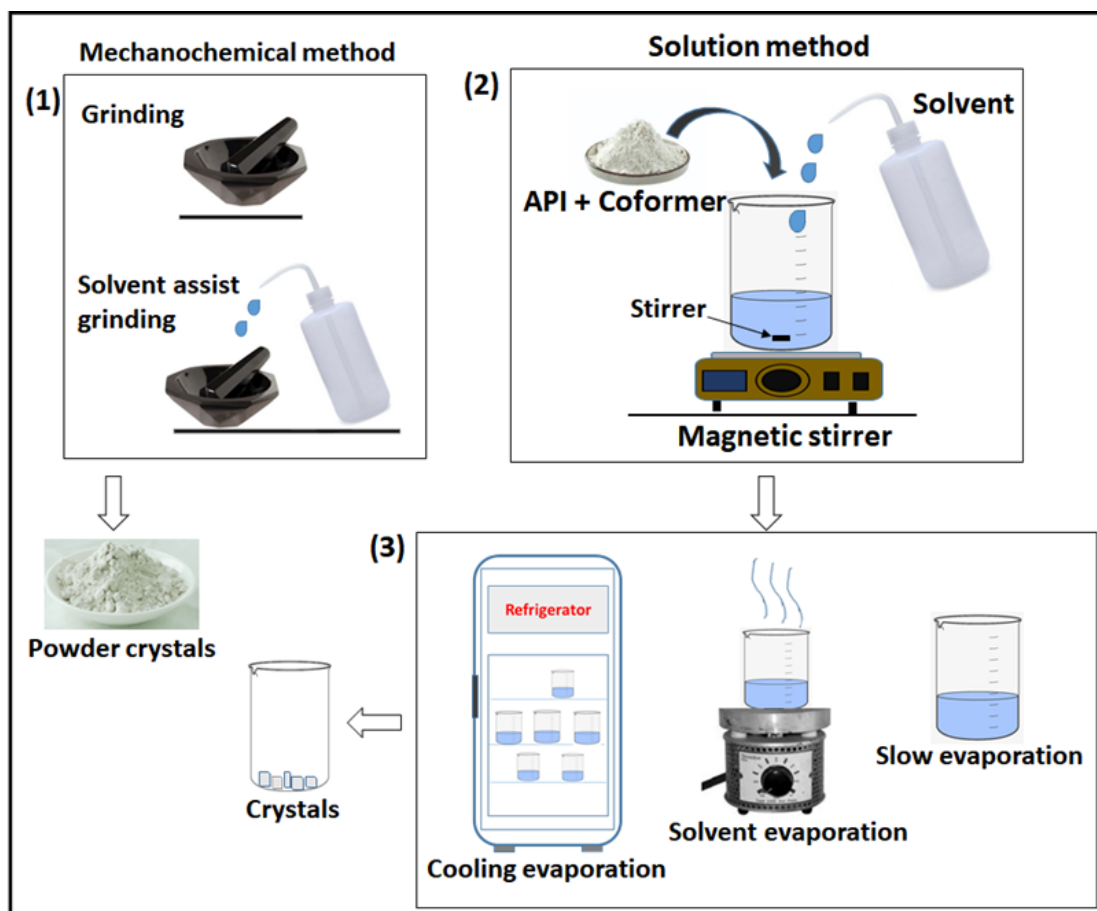 Mechanochemical method
(1)
Grinding
Solvent assist
grinding
Powder crystals
Solution method
(2)
Solvent
API + Coformer
Stirrer
Magnetic stirrer
(3)
Refrigerator
Cooling evaporation
Solvent evaporation
Slow evaporation
Crystals